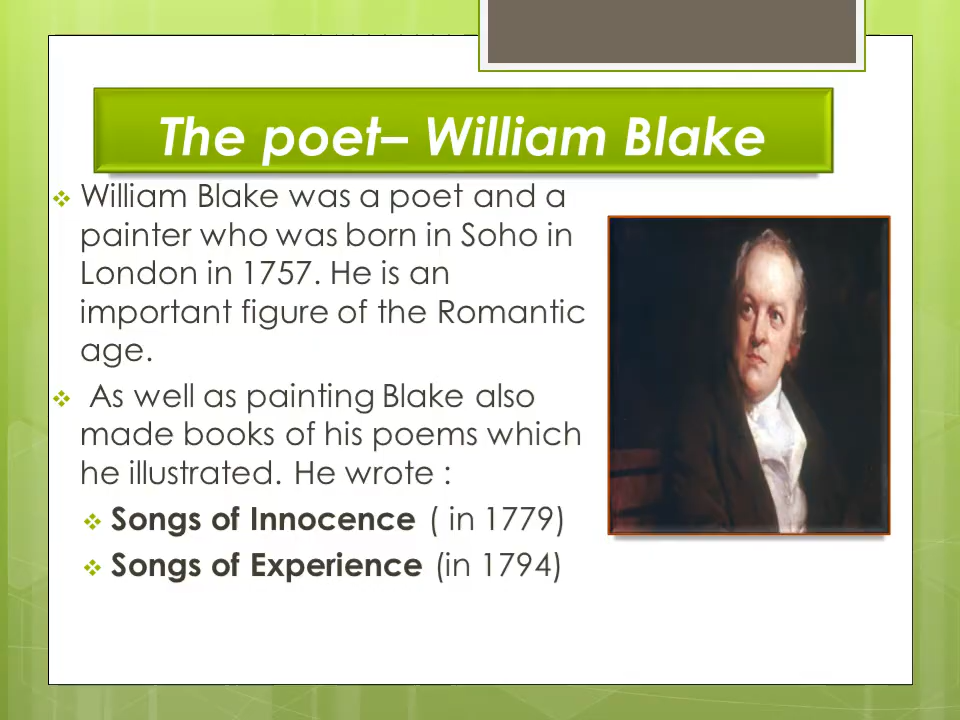 The poet– William Blake
❖ William Blake was a poet and a
painter who was born in Soho in
London in 1757. He is an
important figure of the Romantic
age.
❖ As well as painting Blake also
made books of his poems which
he illustrated. He wrote :
❖ Songs of Innocence ( in 1779)
❖ Songs of Experience (in 1794)